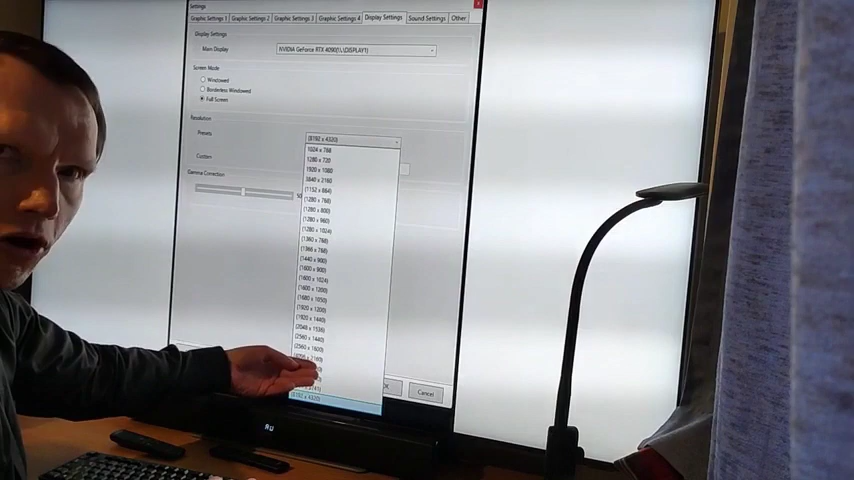 Settings
Graphic Settings 1 Graphic Settings 2 Graphic Settings 3 Graphic Settings 4 Display Settings Sound Settings Other
Display Settings
Main Display NVIDIA GeForce RTX 4090(\\.\DISPLAY1)
Screen Mode
Windowed
Borderless Windowed
Full Screen
Resolution
Presets (8192 x 4320)
1024 x 768
1280 x 720
1920 x 1080
3840 x 2160
(1152 x 864)
(1280 x 768)
Custom
(1280 x 800)
(1280 x 960)
(1280 x 1024)
(1360 x 768)
(1366 x 768)
(1440 x 900)
(1600 x 900)
(1600 x 1024)
(1600 x 1200)
(1680 x 1050)
(1920 x 1200)
(1920 x 1440)
(2048 x 1536)
(2560 x 1440)
(2560 x 1600)
(8192 x 4320)
Gamma Correction 50
Cancel